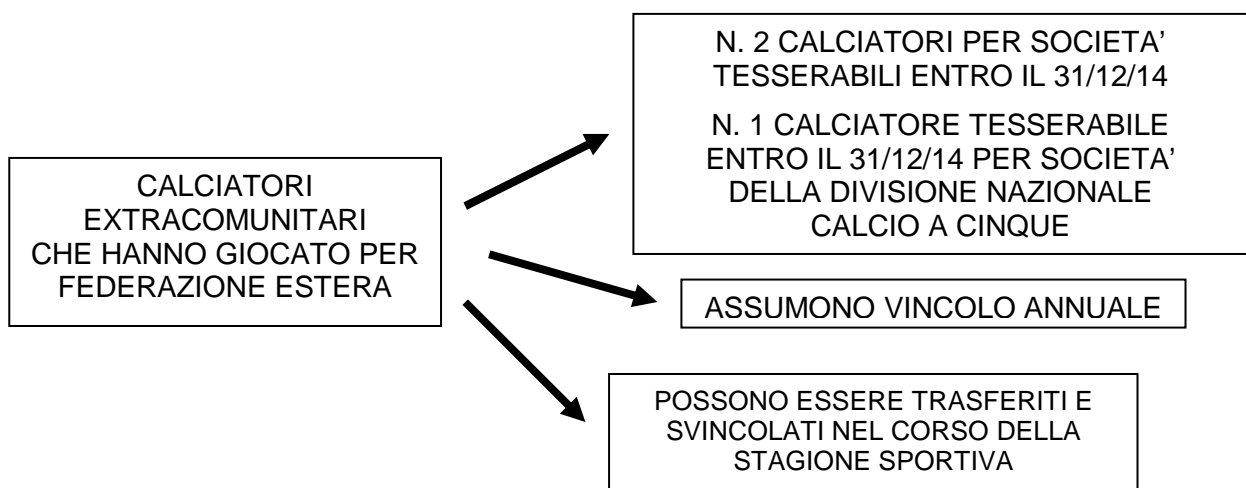 N. 2 CALCIATORI PER SOCIETA’
TESSERABILI ENTRO IL 31/12/14
N. 1 CALCIATORE TESSERABILE
ENTRO IL 31/12/14 PER SOCIETA’
DELLA DIVISIONE NAZIONALE
CALCIO A CINQUE
CALCIATORI
EXTRACOMUNITARI
CHE HANNO GIOCATO PER
FEDERAZIONE ESTERA
ASSUMONO VINCOLO ANNUALE
POSSONO ESSERE TRASFERITI E
SVINCOLATI NEL CORSO DELLA
STAGIONE SPORTIVA